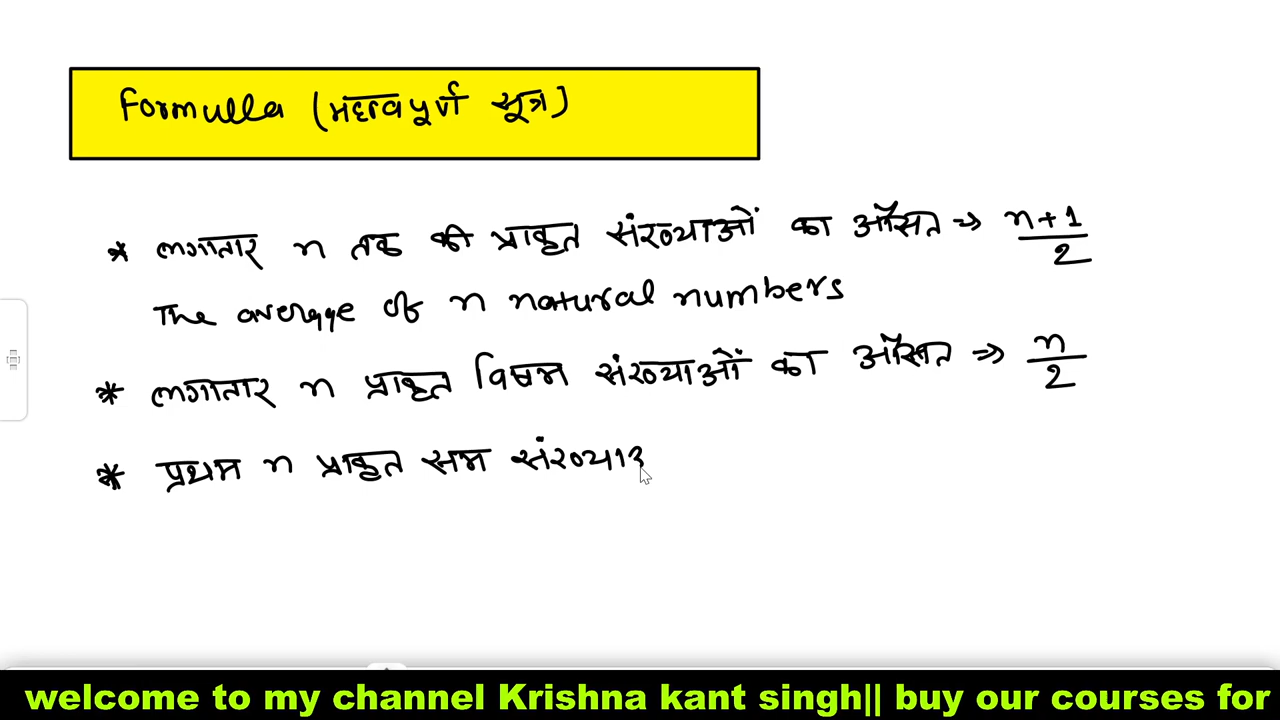 Formulla (महत्वपूर्ण सूत्र)
* लगातार n तक की प्राकृत संख्याओं का औसत ⇒ n+1/2
The average of n natural numbers
* लगातार n प्राकृत विषम संख्याओं का औसत ⇒ n/2
* प्रथम n प्राकृत सम संख्या
welcome to my channel Krishna kant singh|| buy our courses for